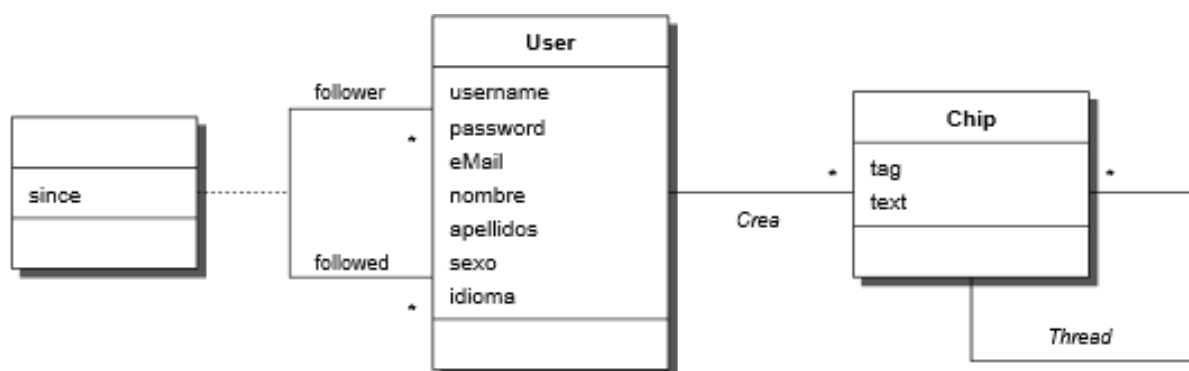 since
follower
*
followed
*
User
username
password
eMail
nombre
apellidos
sexo
idioma
*
Crea
Chip
tag
text
*
Thread